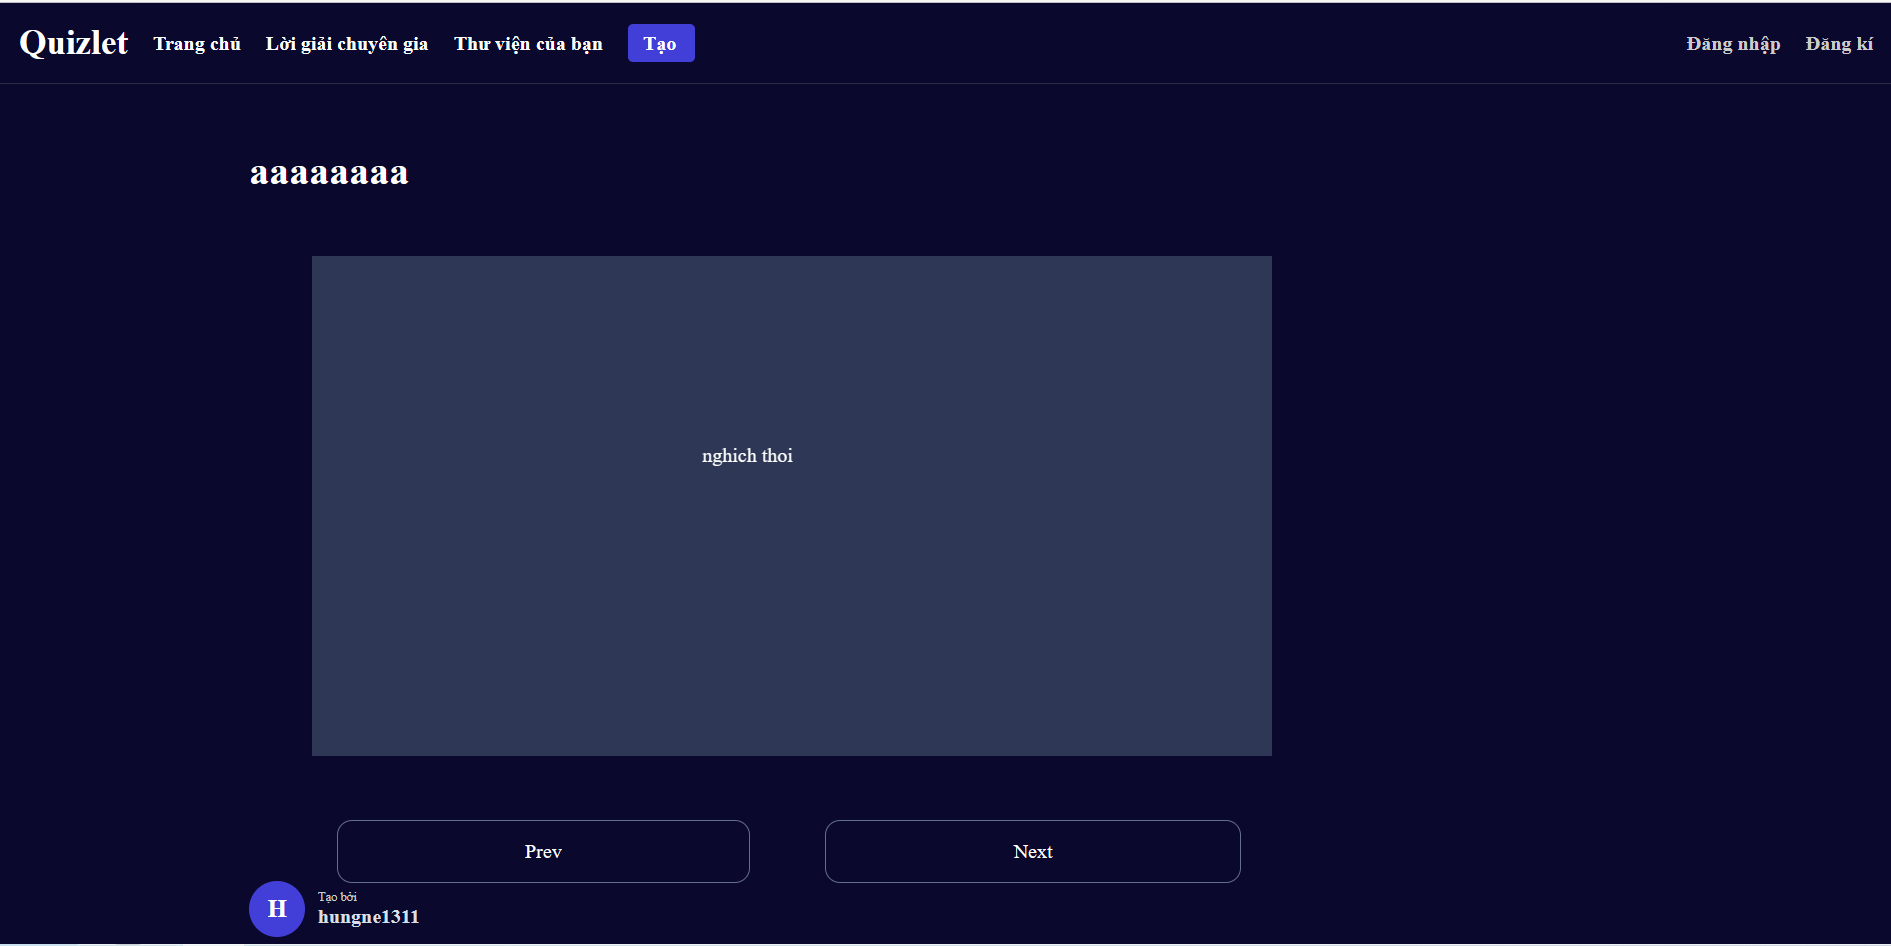 Quizlet Trang chủ Lời giải chuyên gia Thư viện của bạn Tạo Đăng nhập Đăng kí
aaaaaaaa
nghich thoi
Prev Next
H
Tạo bởi
hungne1311